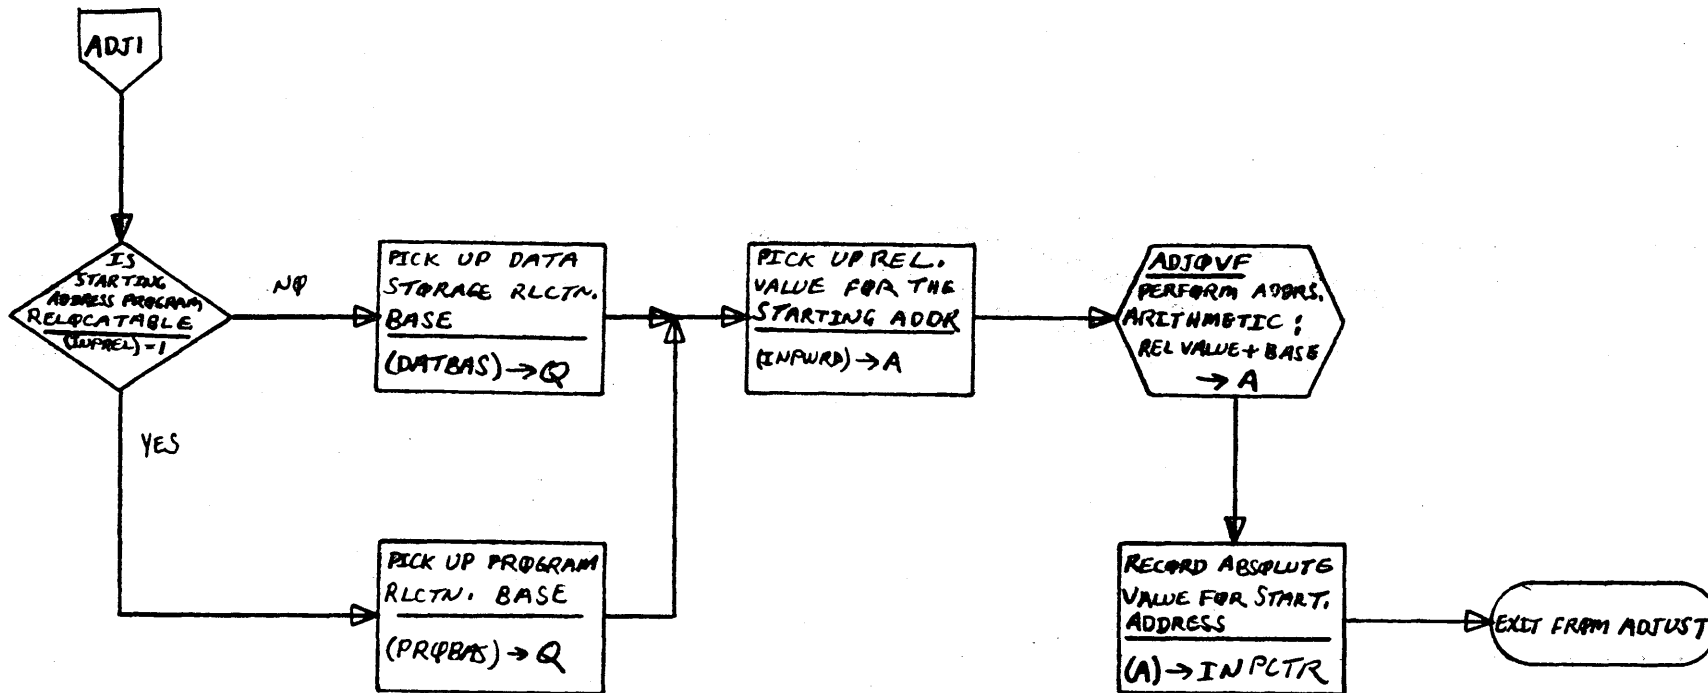 ADJ1
IS
STARTING
ADDRESS PROGRAM
RELOCATABLE
(INPREL)=1
NO
YES
PICK UP DATA
STORAGE RLCTN.
BASE
(DATBAS) → Q
PICK UP PROGRAM
RLCTN. BASE
(PROBAS) → Q
PICK UP REL.
VALUE FOR THE
STARTING ADDR
(INPWRD) → A
ADJOVF
PERFORM ADDRS.
ARITHMETIC:
REL VALUE + BASE
→ A
RECORD ABSOLUTE
VALUE FOR START.
ADDRESS
(A) → INPCTR
EXIT FROM ADJUST